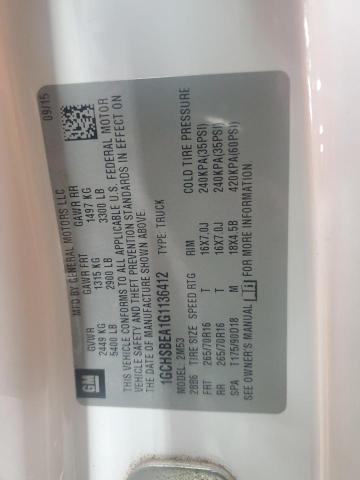 GM
MFD BY GENERAL MOTORS LLC
09/15
GVWR GAWR FRT GAWR RR
2449 KG 1315 KG 1497 KG
5400 LB 2900 LB 3300 LB
THIS VEHICLE CONFORMS TO ALL APPLICABLE U.S. FEDERAL MOTOR
VEHICLE SAFETY AND THEFT PREVENTION STANDARDS IN EFFECT ON
THE DATE OF MANUFACTURE SHOWN ABOVE.
1GCHSBEA1G1136412 TYPE: TRUCK
MODEL: 2M53
28B6 TIRE SIZE SPEED RTG RIM COLD TIRE PRESSURE
FRT 265/70R16 T 16X7.0J 240KPA(35PSI)
RR 265/70R16 T 16X7.0J 240KPA(35PSI)
SPA T175/90D18 M 18X4.5B 420KPA(60PSI)
SEE OWNER'S MANUAL FOR MORE INFORMATION.